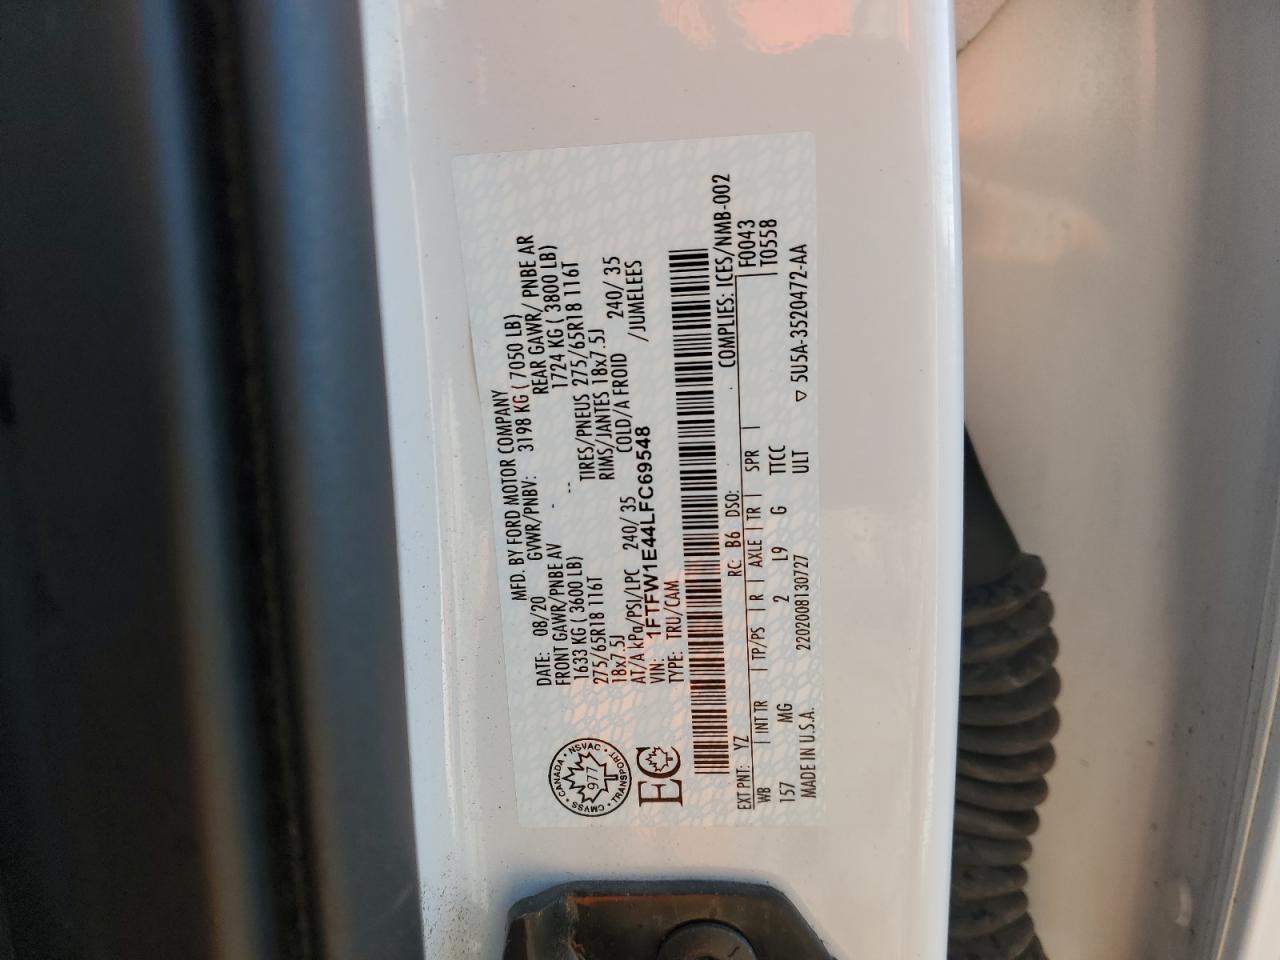 MFD. BY FORD MOTOR COMPANY
DATE: 08/20 GVWR/PNBV: 3198 KG ( 7050 LB)
FRONT GAWR/PNBE AV REAR GAWR/ PNBE AR
1633 KG ( 3600 LB) 1724 KG ( 3800 LB)
275/65R18 116T TIRES/PNEUS 275/65R18 116T
18x7.5J RIMS/JANTES 18x7.5J
AT/A kPa/PSI/LPC 240/ 35 COLD/A FROID 240/ 35
VIN: 1FTFW1E44LFC69548 /JUMELEES
TYPE: TRU/CAM
CANADA · NSVAC · TRANSPORT · CMVSS
977
EC
COMPLIES: ICES/NMB-002
EXT PNT: YZ RC: B6 DSO: F0043
WB INT TR TP/PS R AXLE TR SPR T0558
157 MG 2 L9 G TTCC
MADE IN U.S.A. 2202008130727 ULT ▽ 5U5A-3520472-AA